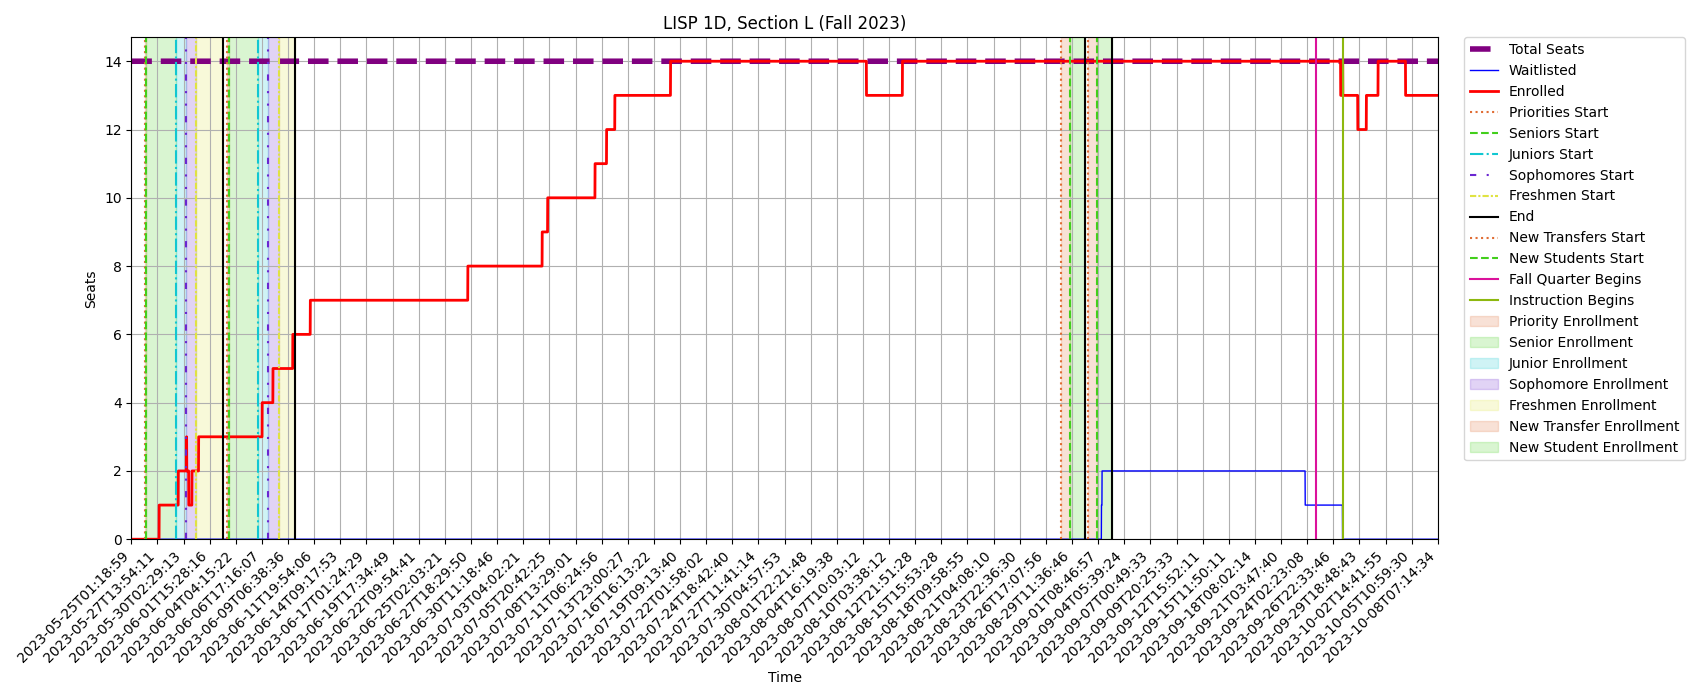 LISP 1D, Section L (Fall 2023)
Seats
14
12
10
8
6
4
2
0
2023-05-25T01:18:59
2023-05-27T13:54:11
2023-05-30T02:29:13
2023-06-01T15:28:16
2023-06-04T04:15:22
2023-06-06T17:16:07
2023-06-09T06:38:36
2023-06-11T19:54:06
2023-06-14T09:17:53
2023-06-17T01:24:29
2023-06-19T17:34:49
2023-06-22T09:54:41
2023-06-25T02:03:21
2023-06-27T18:29:50
2023-06-30T11:18:46
2023-07-03T04:02:21
2023-07-05T20:42:25
2023-07-08T13:29:01
2023-07-11T06:24:56
2023-07-13T23:00:27
2023-07-16T16:13:22
2023-07-19T09:13:40
2023-07-22T01:58:02
2023-07-24T18:42:40
2023-07-27T11:41:14
2023-07-30T04:57:53
2023-08-01T22:21:48
2023-08-04T16:19:38
2023-08-07T10:03:12
2023-08-10T03:38:12
2023-08-12T21:51:28
2023-08-15T15:53:28
2023-08-18T09:58:55
2023-08-21T04:08:10
2023-08-23T22:36:30
2023-08-26T17:07:56
2023-08-29T11:36:46
2023-09-01T08:46:57
2023-09-04T05:39:24
2023-09-07T00:49:33
2023-09-09T20:25:33
2023-09-12T15:52:11
2023-09-15T11:50:11
2023-09-18T08:02:14
2023-09-21T03:47:40
2023-09-24T02:23:08
2023-09-26T22:33:46
2023-09-29T18:48:43
2023-10-02T14:41:55
2023-10-05T10:59:30
2023-10-08T07:14:34
Time
Total Seats
Waitlisted
Enrolled
Priorities Start
Seniors Start
Juniors Start
Sophomores Start
Freshmen Start
End
New Transfers Start
New Students Start
Fall Quarter Begins
Instruction Begins
Priority Enrollment
Senior Enrollment
Junior Enrollment
Sophomore Enrollment
Freshmen Enrollment
New Transfer Enrollment
New Student Enrollment